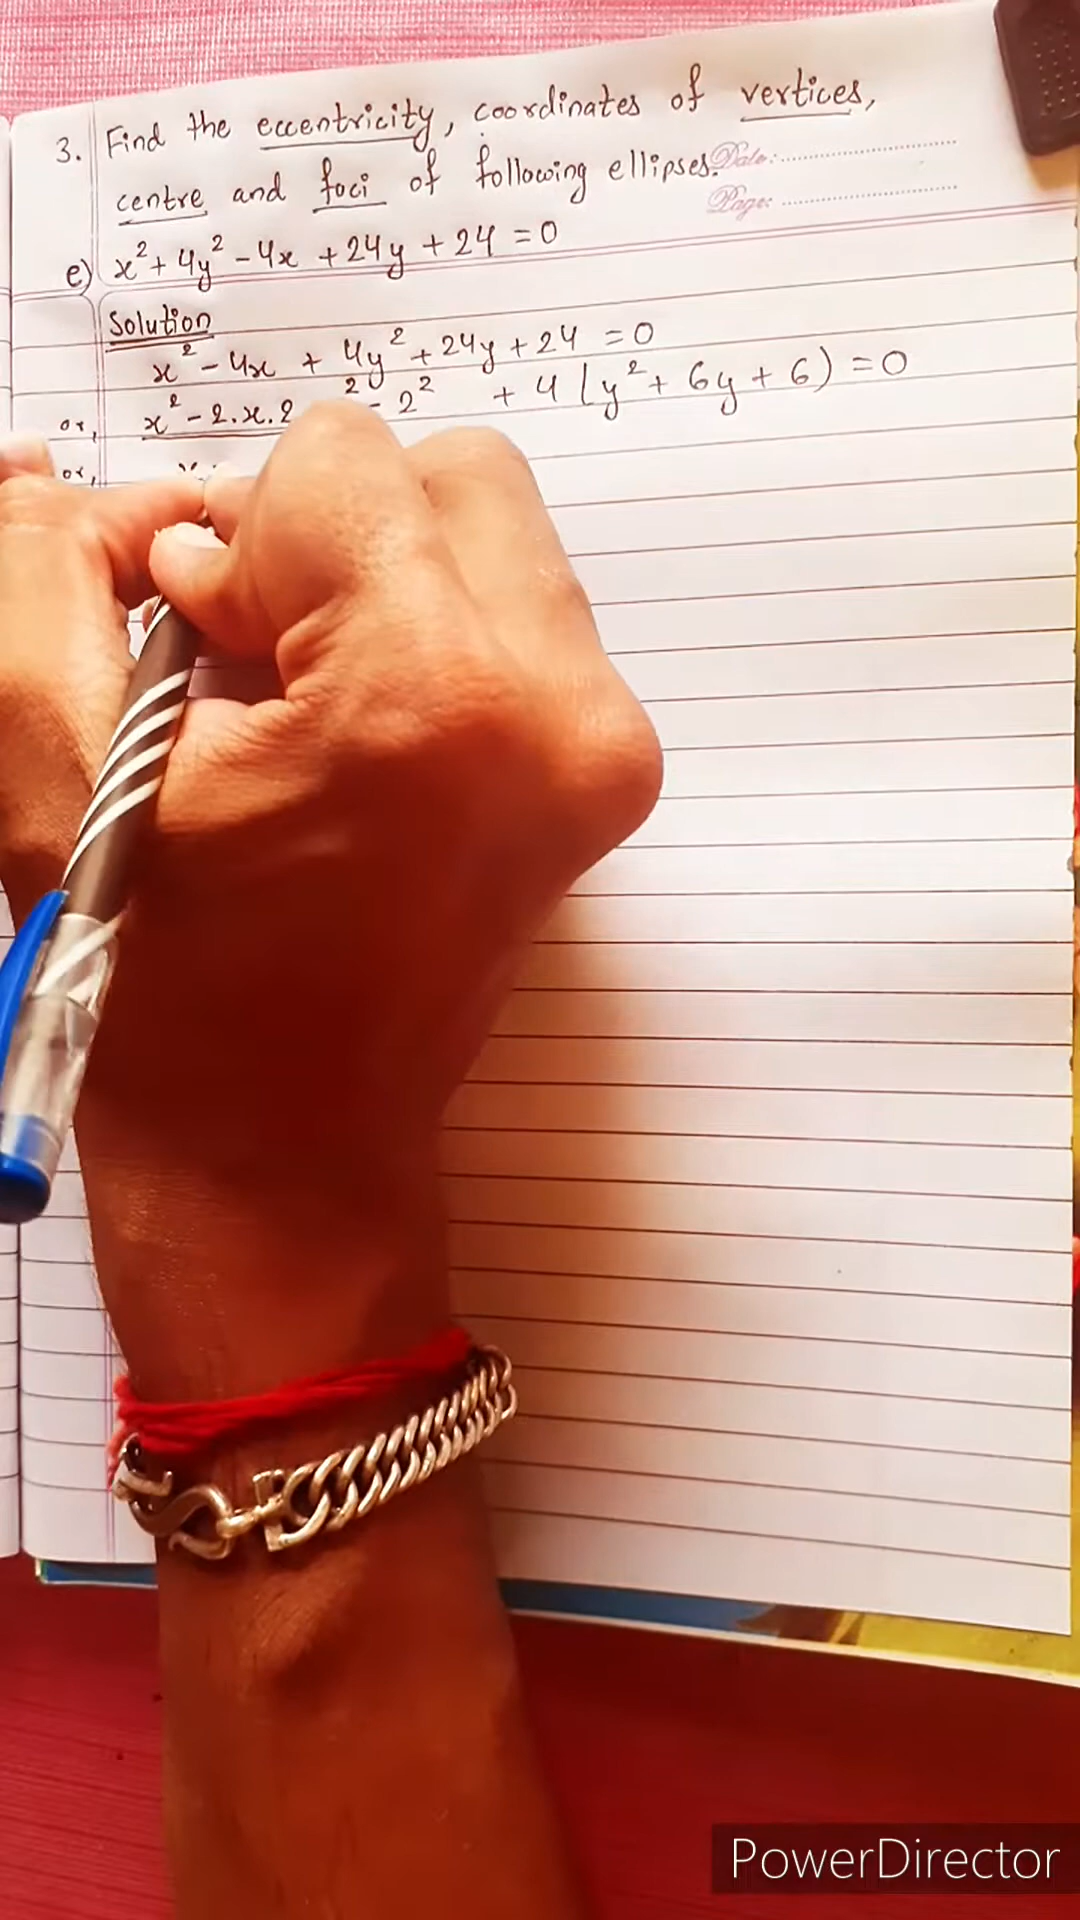 3. Find the eccentricity, coordinates of vertices,
Date:
centre and foci of following ellipses.
Page:
e) x² + 4y² - 4x + 24y + 24 = 0
Solution
x² - 4x + 4y² + 24y + 24 = 0
or, x² - 2.x.2 ² - 2² + 4(y² + 6y + 6) = 0
or,
PowerDirector